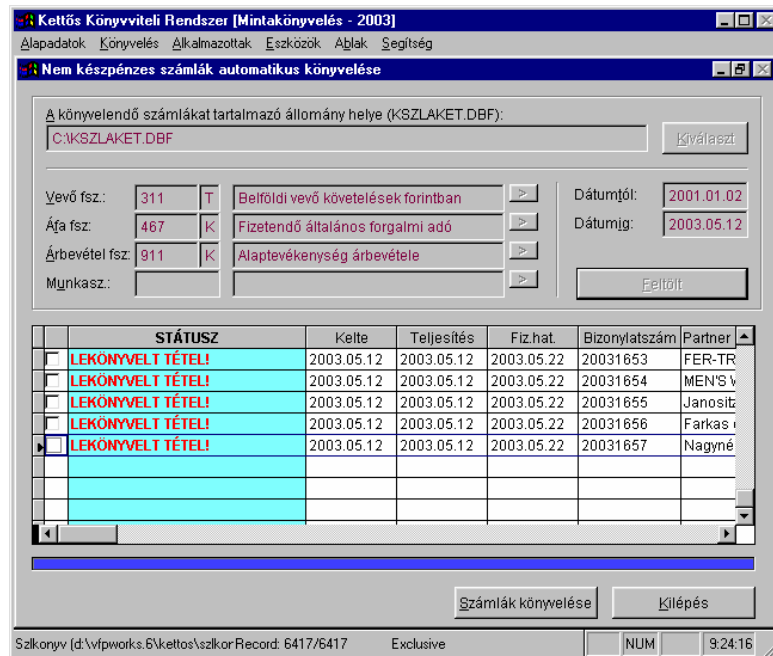 Kettős Könyvviteli Rendszer [Mintakönyvelés - 2003]
Alapadatok Könyvelés Alkalmazottak Eszközök Ablak Segítség
Nem készpénzes számlák automatikus könyvelése
A könyvelendő számlákat tartalmazó állomány helye (KSZLAKET.DBF):
C:\KSZLAKET.DBF Kiválaszt
Vevő fsz.: 311 T Belföldi vevő követelések forintban > Dátumtól: 2001.01.02
Áfa fsz: 467 K Fizetendő általános forgalmi adó > Dátumig: 2003.05.12
Árbevétel fsz: 911 K Alaptevékenység árbevétele >
Munkasz.: > Feltölt
STÁTUSZ Kelte Teljesítés Fiz.hat. Bizonylatszám Partner
LEKÖNYVELT TÉTEL! 2003.05.12 2003.05.12 2003.05.22 20031653 FER-TR
LEKÖNYVELT TÉTEL! 2003.05.12 2003.05.12 2003.05.22 20031654 MEN'S
LEKÖNYVELT TÉTEL! 2003.05.12 2003.05.12 2003.05.22 20031655 Janositz
LEKÖNYVELT TÉTEL! 2003.05.12 2003.05.12 2003.05.22 20031656 Farkas
LEKÖNYVELT TÉTEL! 2003.05.12 2003.05.12 2003.05.22 20031657 Nagyné
Számlák könyvelése Kilépés
Szlkonyv (d:\vfpworks.6\kettos\szlkor Record: 6417/6417 Exclusive NUM 9:24:16